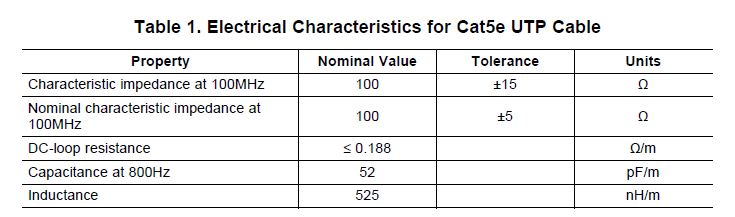 Table 1. Electrical Characteristics for Cat5e UTP Cable
Property Nominal Value Tolerance Units
Characteristic impedance at 100MHz 100 ±15 Ω
Nominal characteristic impedance at 100MHz 100 ±5 Ω
DC-loop resistance ≤ 0.188 Ω/m
Capacitance at 800Hz 52 pF/m
Inductance 525 nH/m